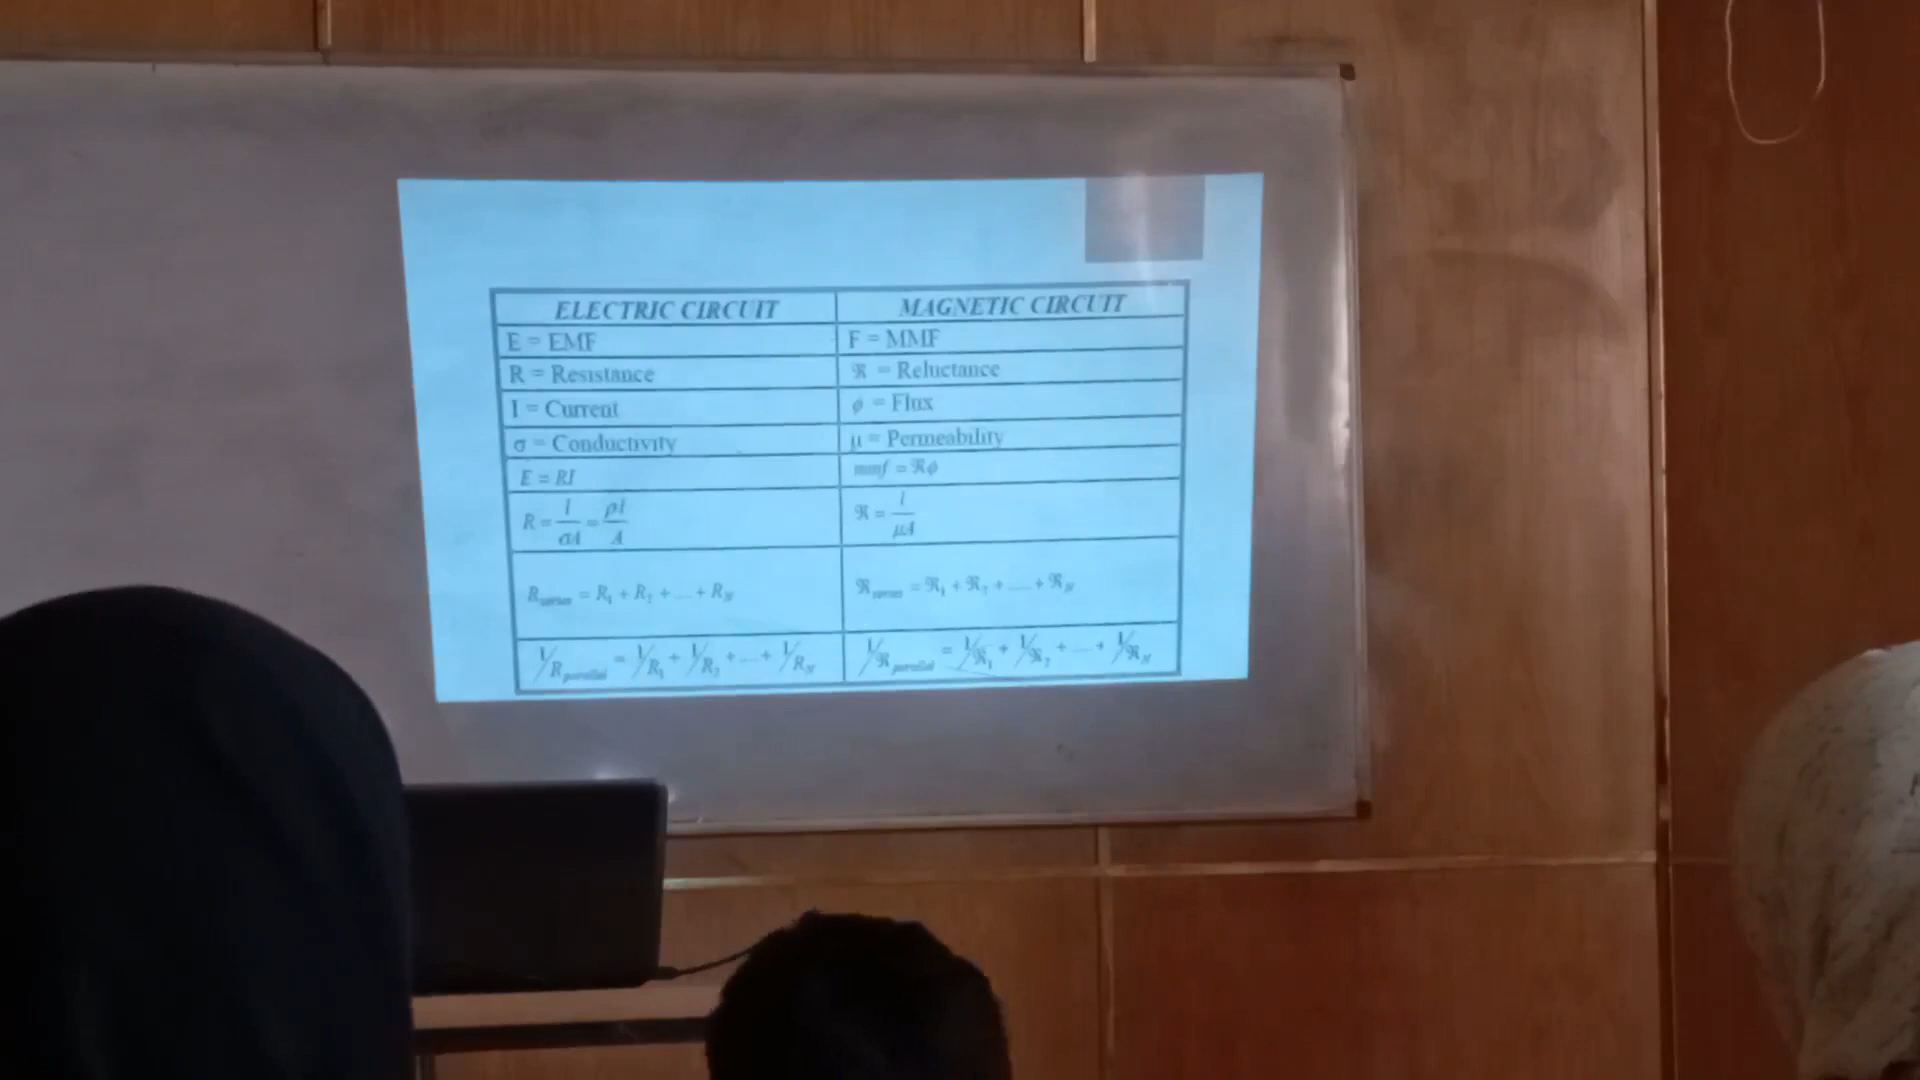 ELECTRIC CIRCUIT MAGNETIC CIRCUIT
E = EMF F = MMF
R = Resistance ℜ = Reluctance
I = Current ϕ = Flux
σ = Conductivity μ = Permeability
E = RI mmf = ℜϕ
R = l/σA = ρl/A ℜ = l/μA
R_series = R₁ + R₂ + .... + R_N ℜ_series = ℜ₁ + ℜ₂ + .... + ℜ_N
1/R_parallel = 1/R₁ + 1/R₂ + .... + 1/R_N 1/ℜ_parallel = 1/ℜ₁ + 1/ℜ₂ + .... + 1/ℜ_N